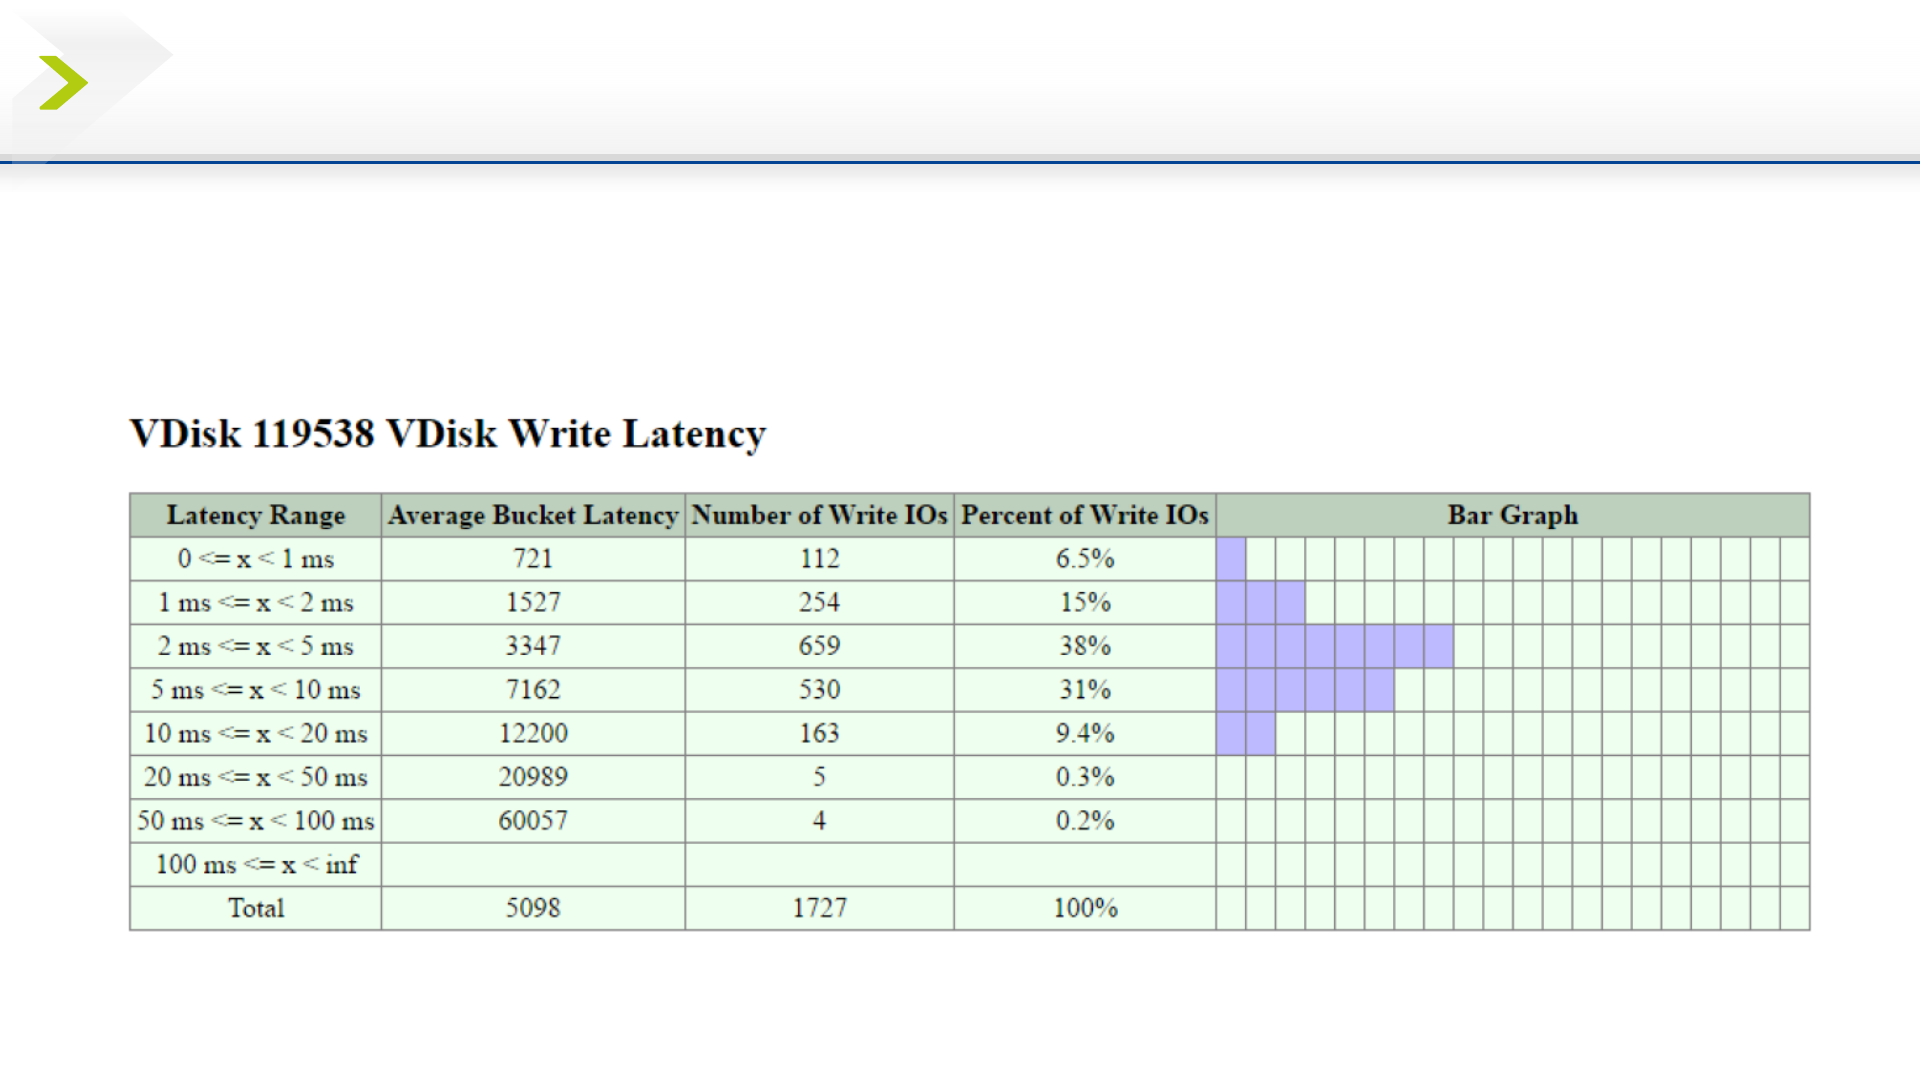 VDisk 119538 VDisk Write Latency
Latency Range Average Bucket Latency Number of Write IOs Percent of Write IOs Bar Graph
0 <= x < 1 ms 721 112 6.5%
1 ms <= x < 2 ms 1527 254 15%
2 ms <= x < 5 ms 3347 659 38%
5 ms <= x < 10 ms 7162 530 31%
10 ms <= x < 20 ms 12200 163 9.4%
20 ms <= x < 50 ms 20989 5 0.3%
50 ms <= x < 100 ms 60057 4 0.2%
100 ms <= x < inf
Total 5098 1727 100%